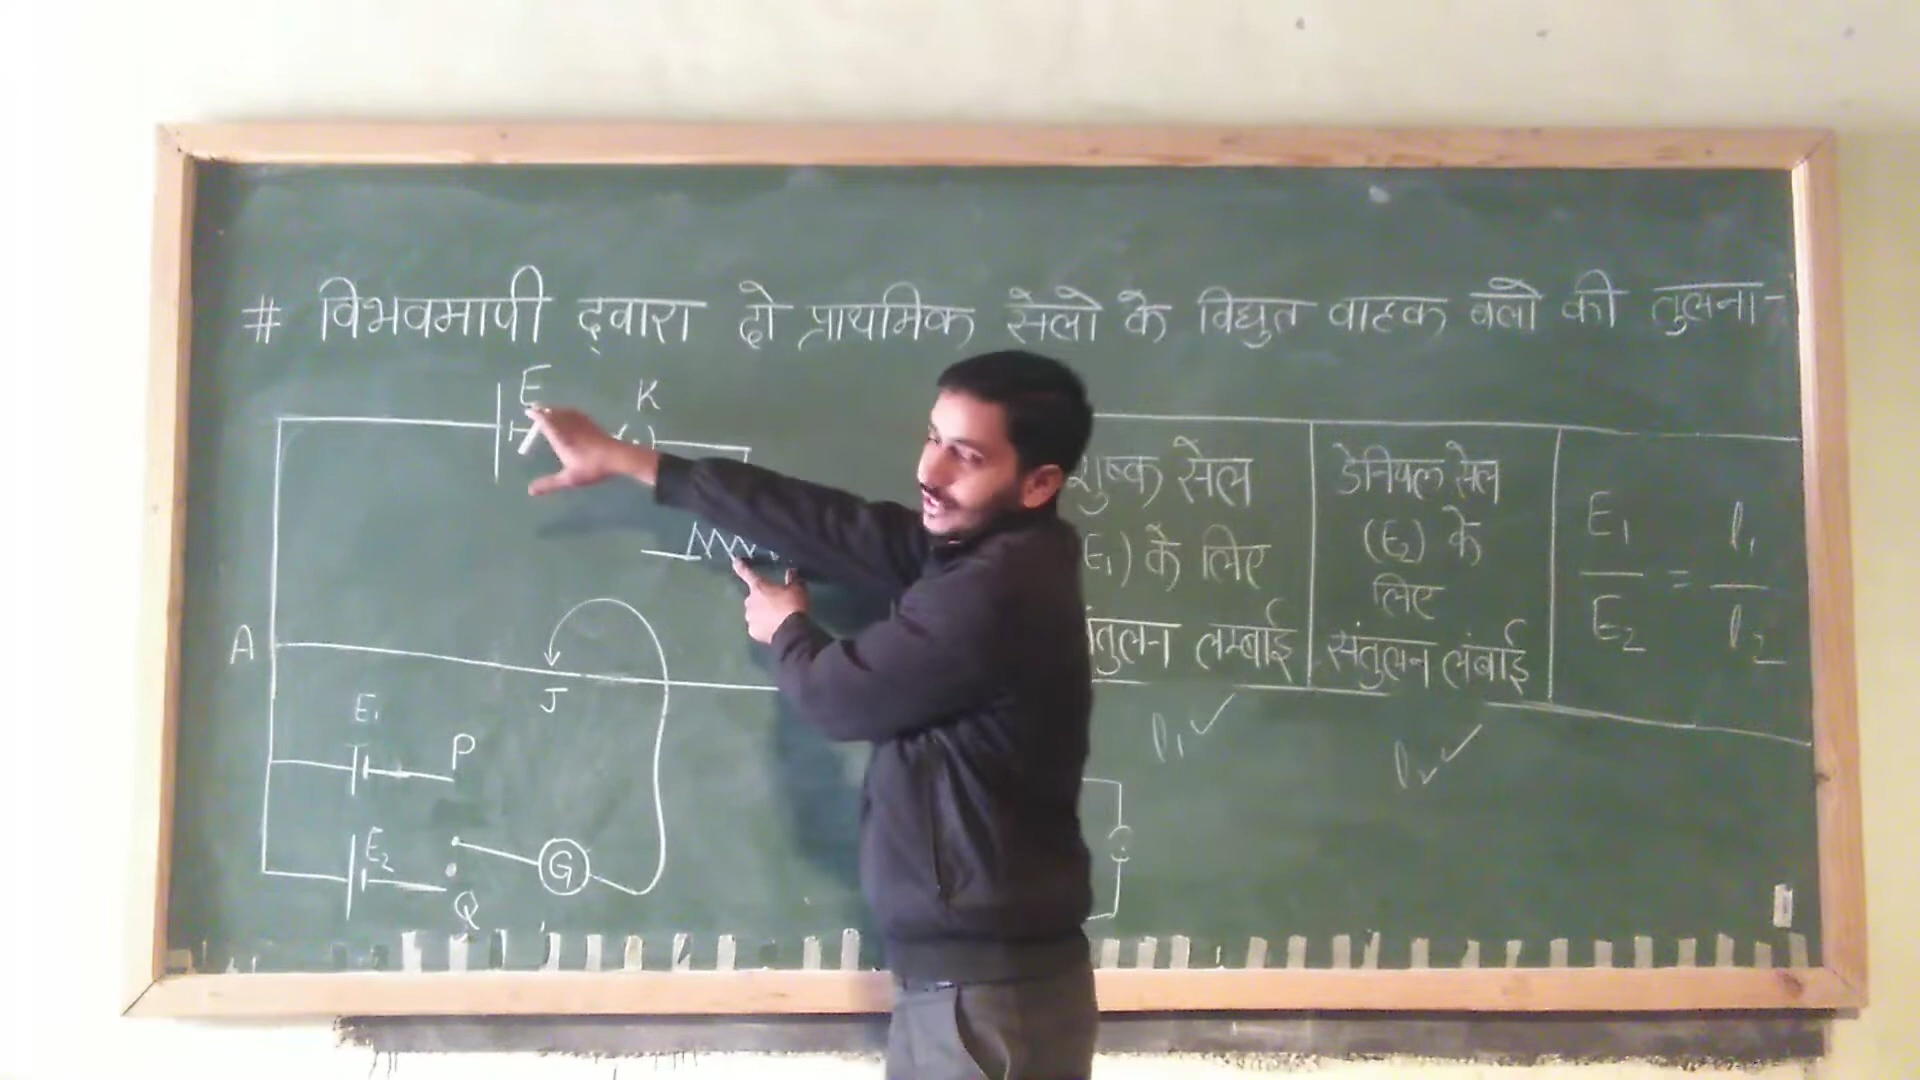 # विभवमापी द्वारा दो प्राथमिक सेलो के विद्युत वाहक बलो की तुलना-
E
K
A
J
E₁
P
E₂
G
Q
शुष्क सेल
E₁) के लिए
संतुलन लम्बाई
l₁ ✓
डेनियल सेल
(E₂) के
लिए
संतुलन लंबाई
l₂ ✓
E₁/E₂ = l₁/l₂